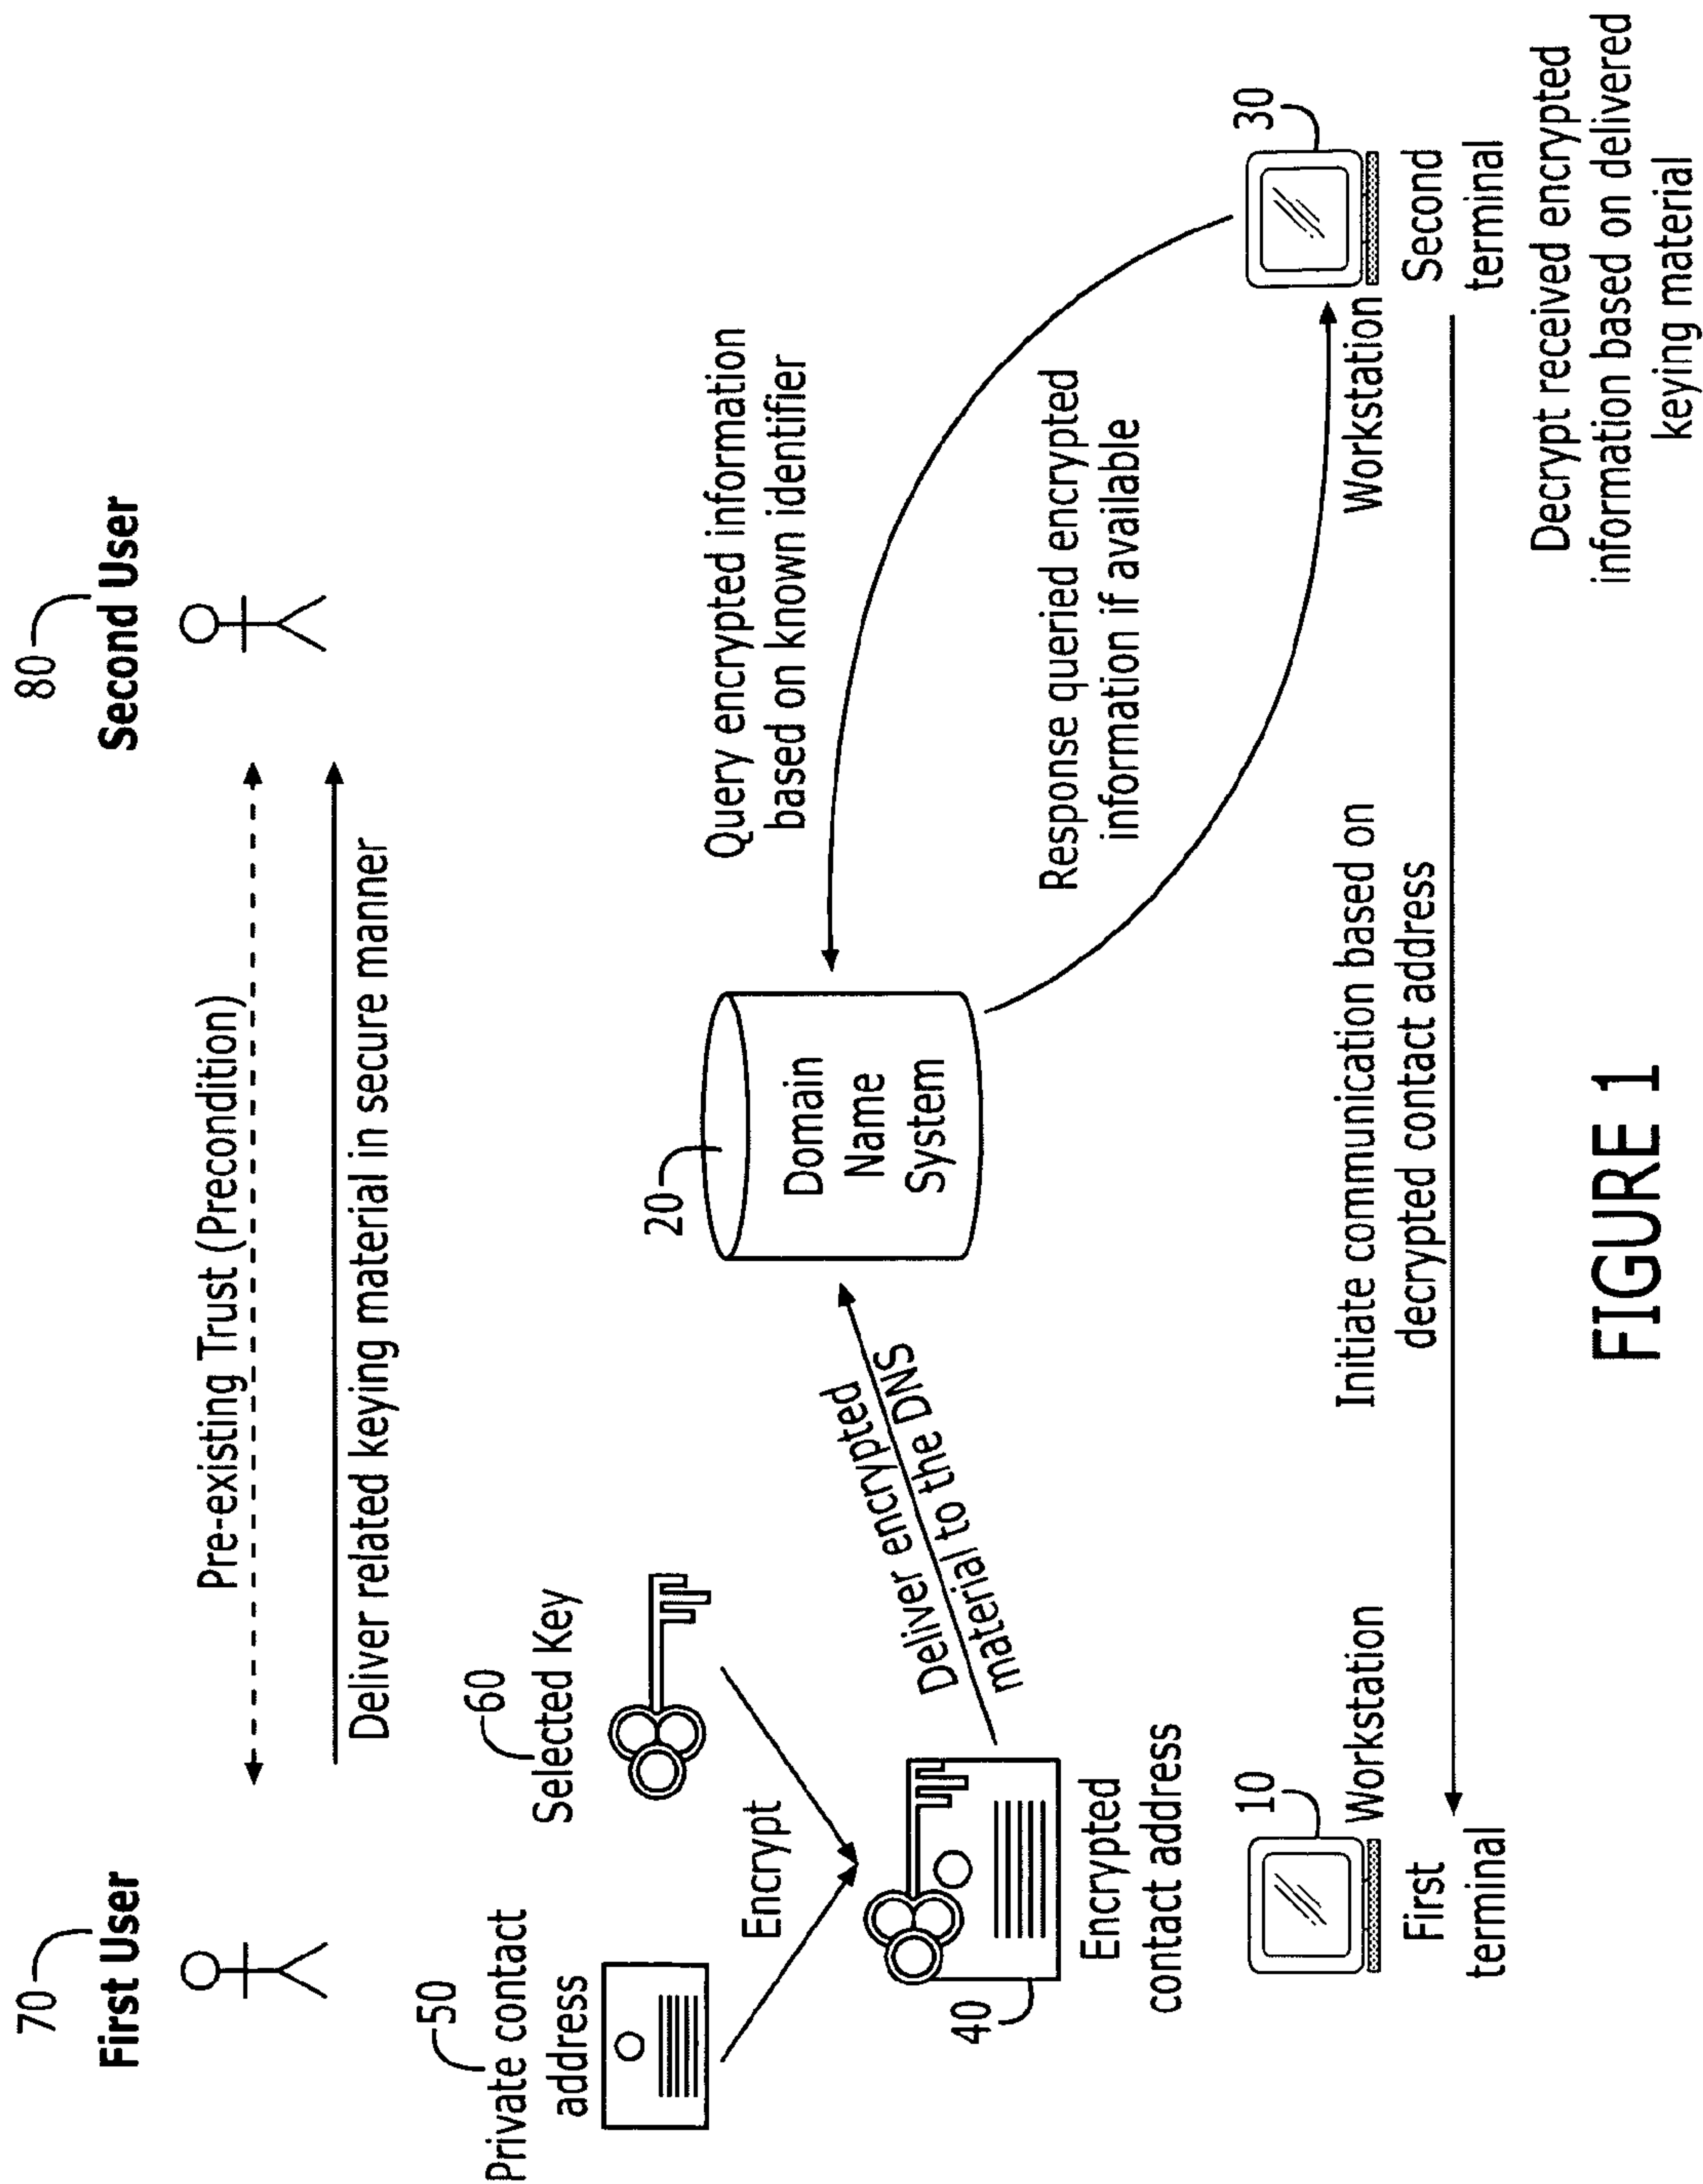 70
First User
80
Second User
Pre-existing Trust (Precondition)
Deliver related keying material in secure manner
50
Private contact
address
60
Selected Key
Encrypt
40
Encrypted
contact address
Deliver encrypted
material to the DNS
20
Domain
Name
System
Query encrypted information
based on known identifier
Response queried encrypted
information if available
10
Workstation
First
terminal
30
Workstation
Second
terminal
Initiate communication based on
decrypted contact address
Decrypt received encrypted
information based on delivered
keying material
FIGURE 1